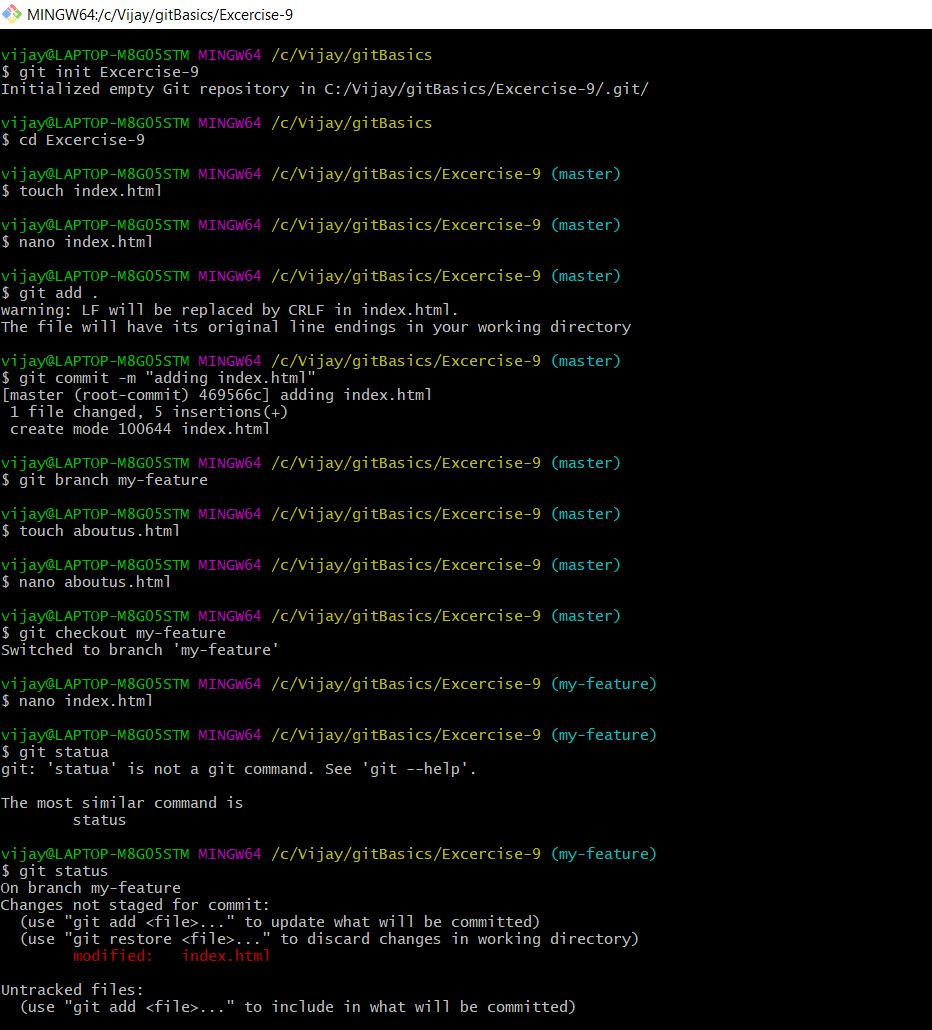 MINGW64:/c/Vijay/gitBasics/Excercise-9
vijay@LAPTOP-M8GO5STM MINGW64 /c/Vijay/gitBasics
$ git init Excercise-9
Initialized empty Git repository in C:/Vijay/gitBasics/Excercise-9/.git/
vijay@LAPTOP-M8GO5STM MINGW64 /c/Vijay/gitBasics
$ cd Excercise-9
vijay@LAPTOP-M8GO5STM MINGW64 /c/Vijay/gitBasics/Excercise-9 (master)
$ touch index.html
vijay@LAPTOP-M8GO5STM MINGW64 /c/Vijay/gitBasics/Excercise-9 (master)
$ nano index.html
vijay@LAPTOP-M8GO5STM MINGW64 /c/Vijay/gitBasics/Excercise-9 (master)
$ git add .
warning: LF will be replaced by CRLF in index.html.
The file will have its original line endings in your working directory
vijay@LAPTOP-M8GO5STM MINGW64 /c/Vijay/gitBasics/Excercise-9 (master)
$ git commit -m "adding index.html"
[master (root-commit) 469566c] adding index.html
 1 file changed, 5 insertions(+)
 create mode 100644 index.html
vijay@LAPTOP-M8GO5STM MINGW64 /c/Vijay/gitBasics/Excercise-9 (master)
$ git branch my-feature
vijay@LAPTOP-M8GO5STM MINGW64 /c/Vijay/gitBasics/Excercise-9 (master)
$ touch aboutus.html
vijay@LAPTOP-M8GO5STM MINGW64 /c/Vijay/gitBasics/Excercise-9 (master)
$ nano aboutus.html
vijay@LAPTOP-M8GO5STM MINGW64 /c/Vijay/gitBasics/Excercise-9 (master)
$ git checkout my-feature
Switched to branch 'my-feature'
vijay@LAPTOP-M8GO5STM MINGW64 /c/Vijay/gitBasics/Excercise-9 (my-feature)
$ nano index.html
vijay@LAPTOP-M8GO5STM MINGW64 /c/Vijay/gitBasics/Excercise-9 (my-feature)
$ git statua
git: 'statua' is not a git command. See 'git --help'.
The most similar command is
        status
vijay@LAPTOP-M8GO5STM MINGW64 /c/Vijay/gitBasics/Excercise-9 (my-feature)
$ git status
On branch my-feature
Changes not staged for commit:
  (use "git add <file>..." to update what will be committed)
  (use "git restore <file>..." to discard changes in working directory)
        modified:   index.html
Untracked files:
  (use "git add <file>..." to include in what will be committed)